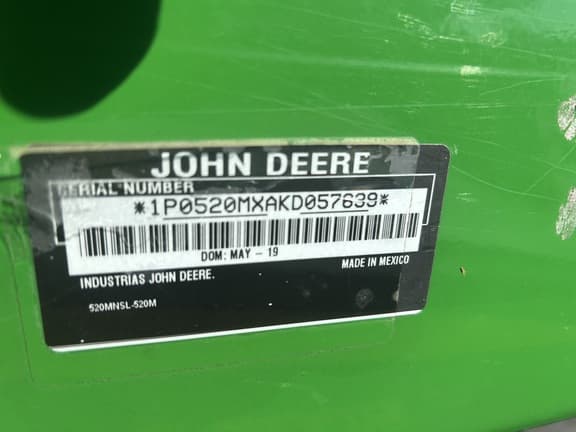 JOHN DEERE
SERIAL NUMBER
*1P0520MXAKD057639*
DOM: MAY - 19
MADE IN MEXICO
INDUSTRIAS JOHN DEERE.
520MNSL-520M